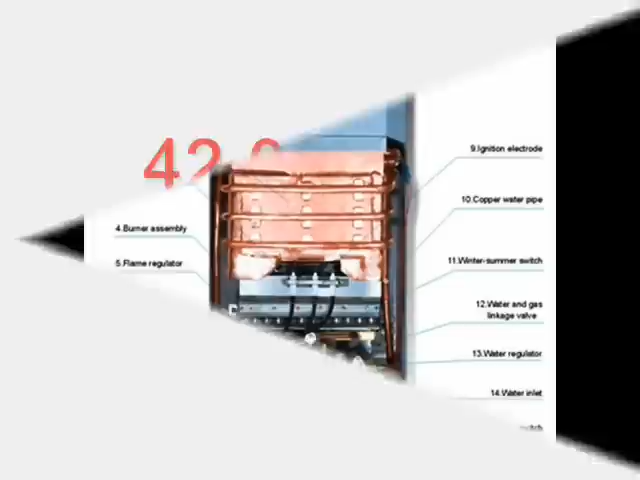 42
9.Ignition electrode
10.Copper water pipe
4.Burner assembly
5.Flame regulator
11.Winter-summer switch
12.Water and gas
linkage valve
13.Water regulator
14.Water inlet